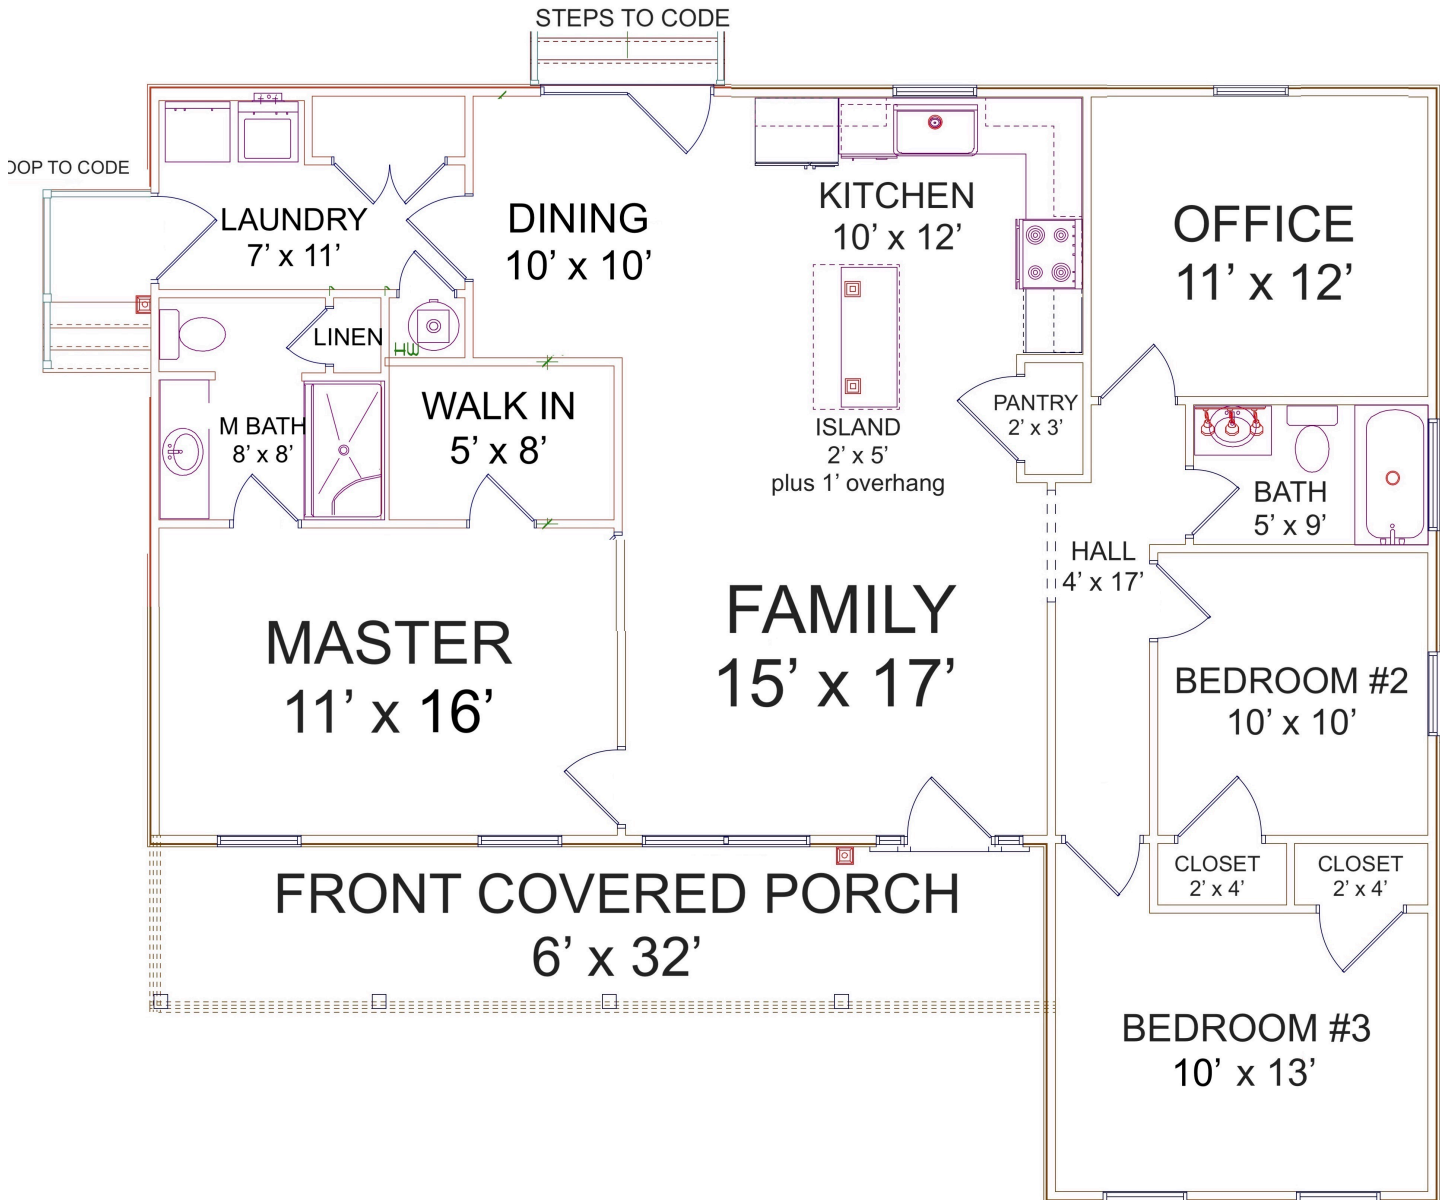 STEPS TO CODE
OOP TO CODE
LAUNDRY
7’ x 11’
DINING
10’ x 10’
KITCHEN
10’ x 12’
OFFICE
11’ x 12’
LINEN
HW
M BATH
8’ x 8’
WALK IN
5’ x 8’
ISLAND
2’ x 5’
plus 1’ overhang
PANTRY
2’ x 3’
BATH
5’ x 9’
HALL
4’ x 17’
MASTER
11’ x 16’
FAMILY
15’ x 17’
BEDROOM #2
10’ x 10’
CLOSET
2’ x 4’
CLOSET
2’ x 4’
FRONT COVERED PORCH
6’ x 32’
BEDROOM #3
10’ x 13’